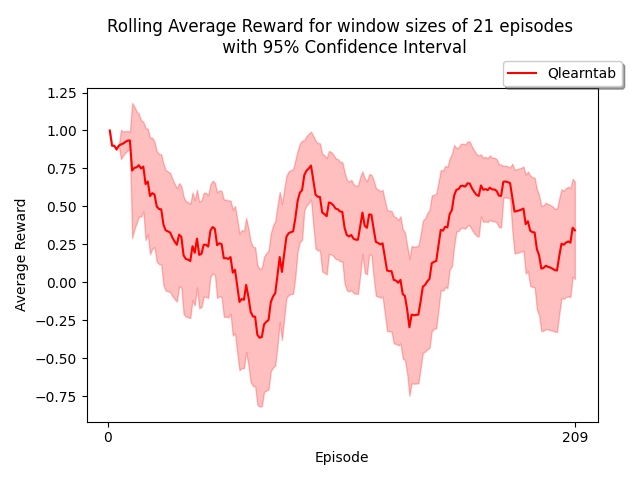 Rolling Average Reward for window sizes of 21 episodes
with 95% Confidence Interval
Qlearntab
1.25
1.00
0.75
0.50
0.25
0.00
−0.25
−0.50
−0.75
Average Reward
0
209
Episode